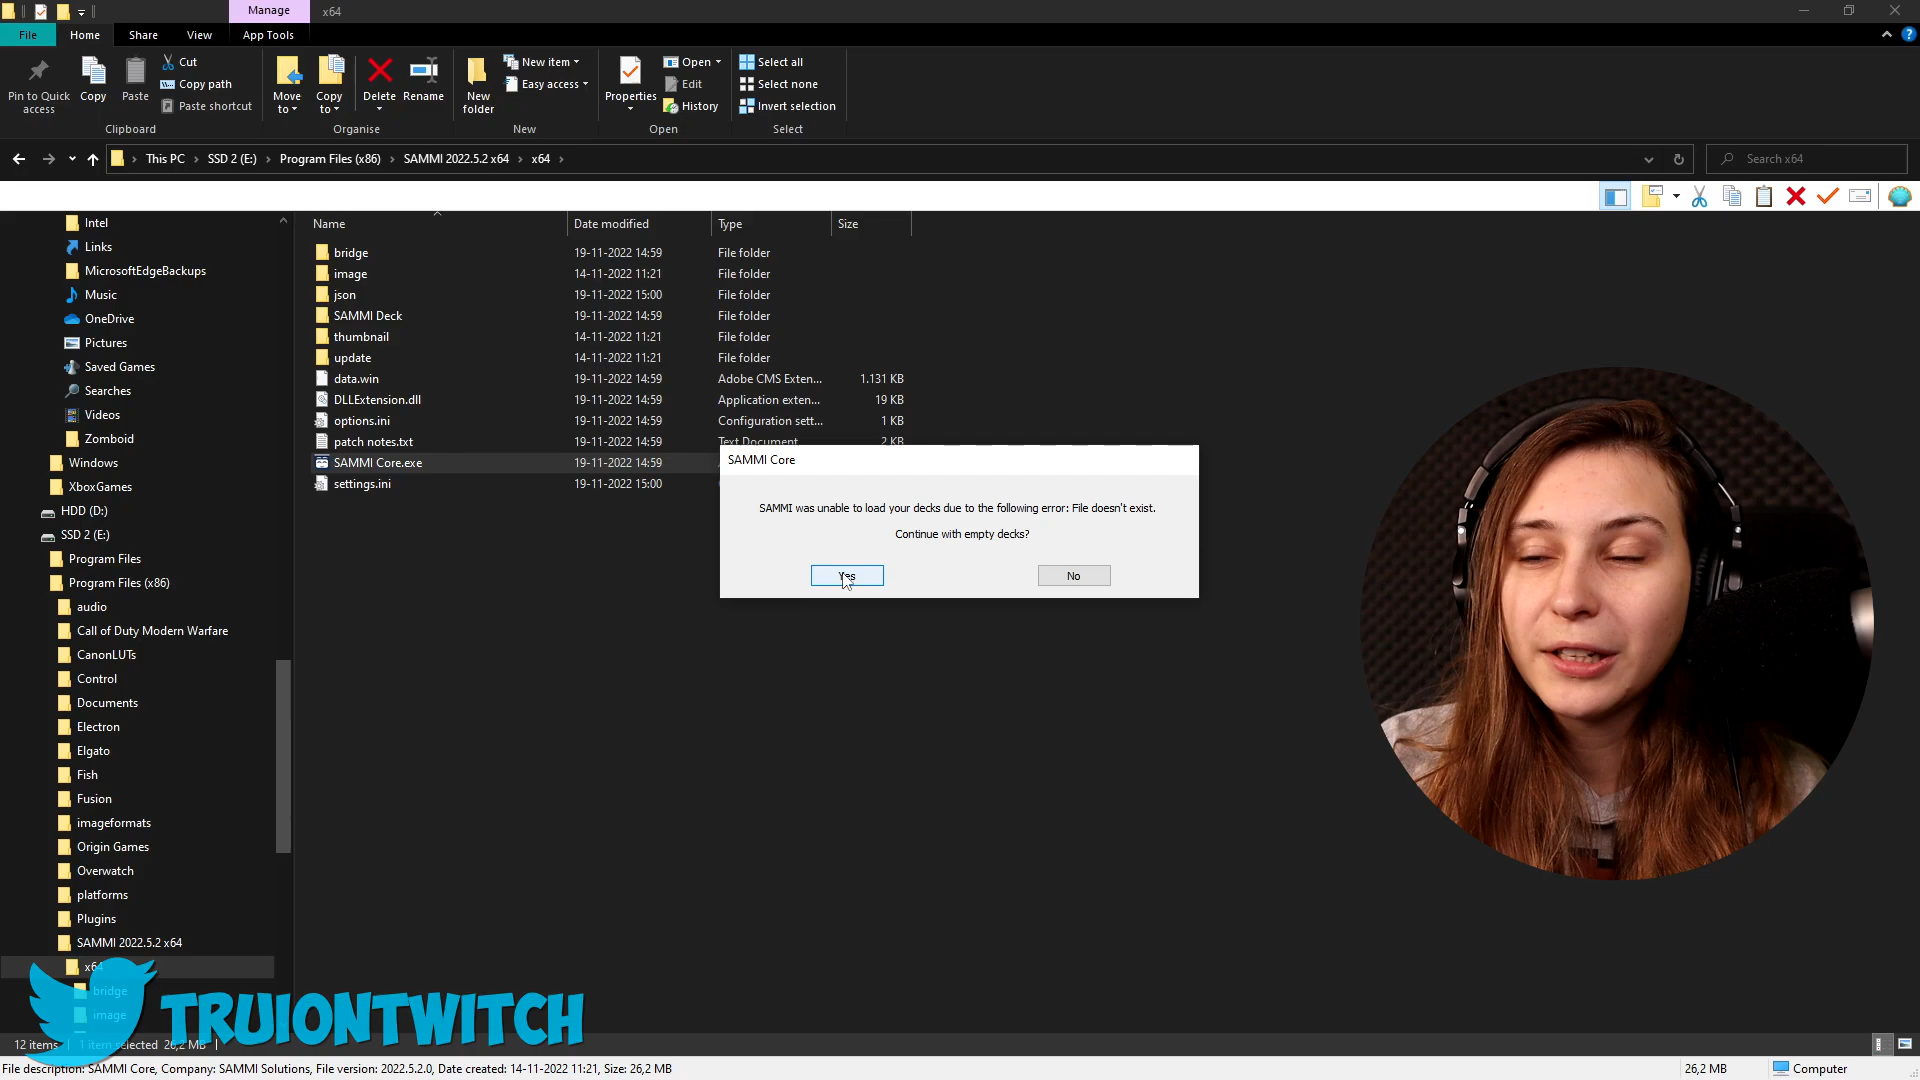 Manage x64
File Home Share View App Tools
Pin to Quick access
Copy
Paste
Cut
Copy path
Paste shortcut
Clipboard
Move to
Copy to
Delete
Rename
Organise
New folder
New item
Easy access
New
Properties
Open
Edit
History
Open
Select all
Select none
Invert selection
Select
This PC › SSD 2 (E:) › Program Files (x86) › SAMMI 2022.5.2 x64 › x64 ›
Search x64
Intel
Links
MicrosoftEdgeBackups
Music
OneDrive
Pictures
Saved Games
Searches
Videos
Zomboid
Windows
XboxGames
HDD (D:)
SSD 2 (E:)
Program Files
Program Files (x86)
audio
Call of Duty Modern Warfare
CanonLUTs
Control
Documents
Electron
Elgato
Fish
Fusion
imageformats
Origin Games
Overwatch
platforms
Plugins
SAMMI 2022.5.2 x64
x64
bridge
image
Name Date modified Type Size
bridge 19-11-2022 14:59 File folder
image 14-11-2022 11:21 File folder
json 19-11-2022 15:00 File folder
SAMMI Deck 19-11-2022 14:59 File folder
thumbnail 14-11-2022 11:21 File folder
update 14-11-2022 11:21 File folder
data.win 19-11-2022 14:59 Adobe CMS Exten... 1.131 KB
DLLExtension.dll 19-11-2022 14:59 Application exten... 19 KB
options.ini 19-11-2022 14:59 Configuration sett... 1 KB
patch notes.txt 19-11-2022 14:59 Text Document 2 KB
SAMMI Core.exe 19-11-2022 14:59
settings.ini 19-11-2022 15:00
SAMMI Core
SAMMI was unable to load your decks due to the following error: File doesn't exist.
Continue with empty decks?
Yes No
TRUIONTWITCH
12 items 1 item selected 26,2 MB
File description: SAMMI Core, Company: SAMMI Solutions, File version: 2022.5.2.0, Date created: 14-11-2022 11:21, Size: 26,2 MB
26,2 MB Computer